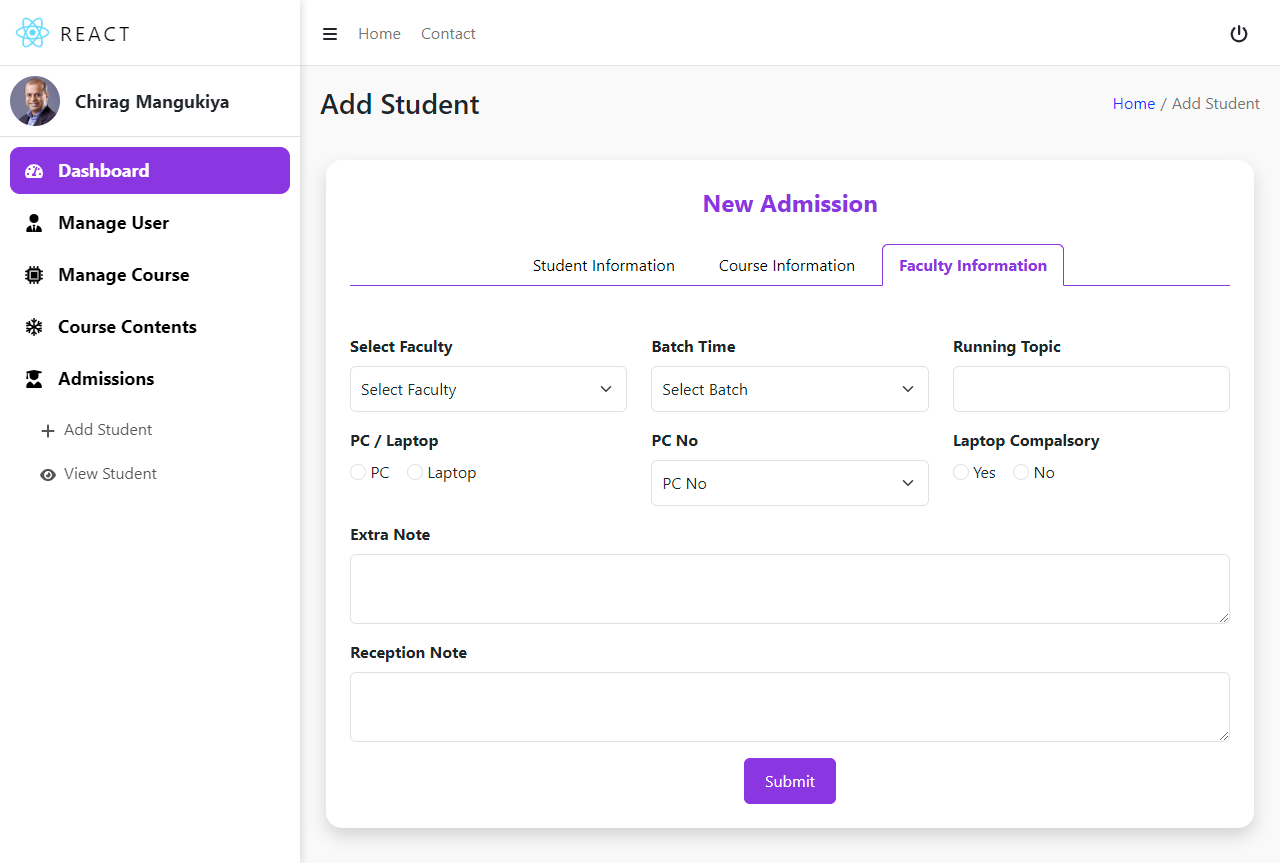 REACT
Home Contact
Chirag Mangukiya
Add Student
Home / Add Student
Dashboard
Manage User
Manage Course
Course Contents
Admissions
Add Student
View Student
New Admission
Student Information Course Information Faculty Information
Select Faculty Batch Time Running Topic
Select Faculty Select Batch
PC / Laptop PC No Laptop Compalsory
PC Laptop PC No Yes No
Extra Note
Reception Note
Submit